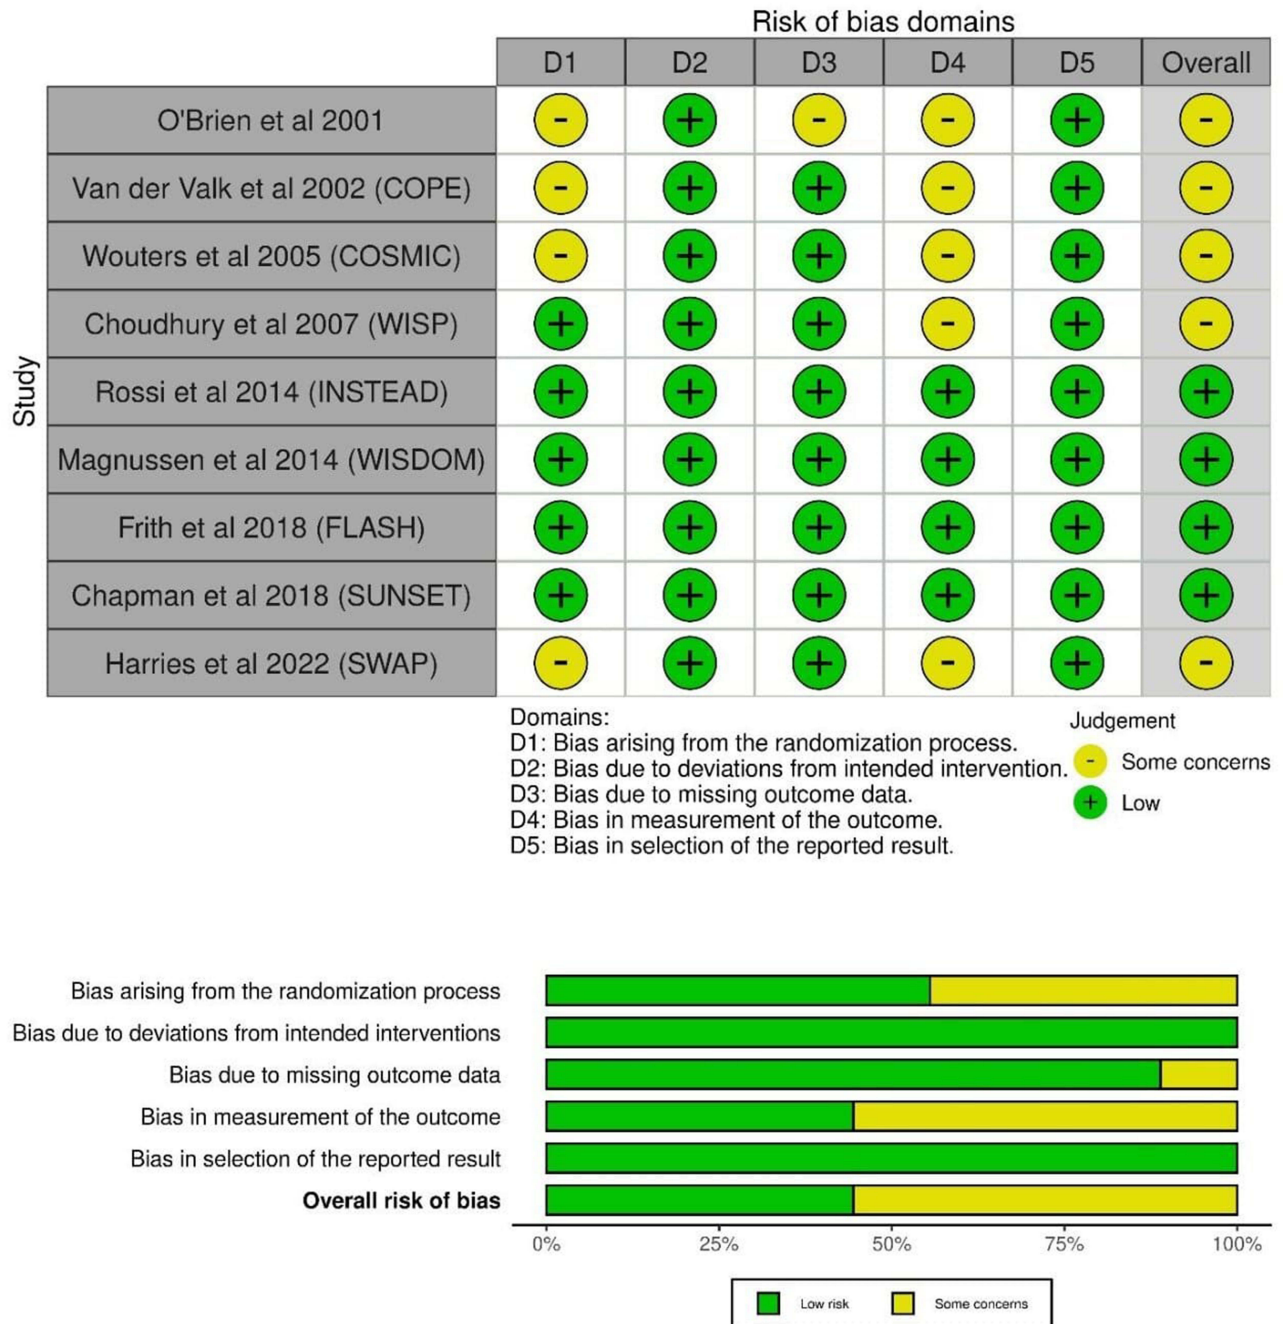 Risk of bias domains
D1 D2 D3 D4 D5 Overall
Study
O'Brien et al 2001 - + - - + -
Van der Valk et al 2002 (COPE) - + + - + -
Wouters et al 2005 (COSMIC) - + + - + -
Choudhury et al 2007 (WISP) + + + - + -
Rossi et al 2014 (INSTEAD) + + + + + +
Magnussen et al 2014 (WISDOM) + + + + + +
Frith et al 2018 (FLASH) + + + + + +
Chapman et al 2018 (SUNSET) + + + + + +
Harries et al 2022 (SWAP) - + + - + -
Domains:
D1: Bias arising from the randomization process.
D2: Bias due to deviations from intended intervention.
D3: Bias due to missing outcome data.
D4: Bias in measurement of the outcome.
D5: Bias in selection of the reported result.
Judgement
- Some concerns
+ Low
Bias arising from the randomization process
Bias due to deviations from intended interventions
Bias due to missing outcome data
Bias in measurement of the outcome
Bias in selection of the reported result
Overall risk of bias
0% 25% 50% 75% 100%
Low risk Some concerns